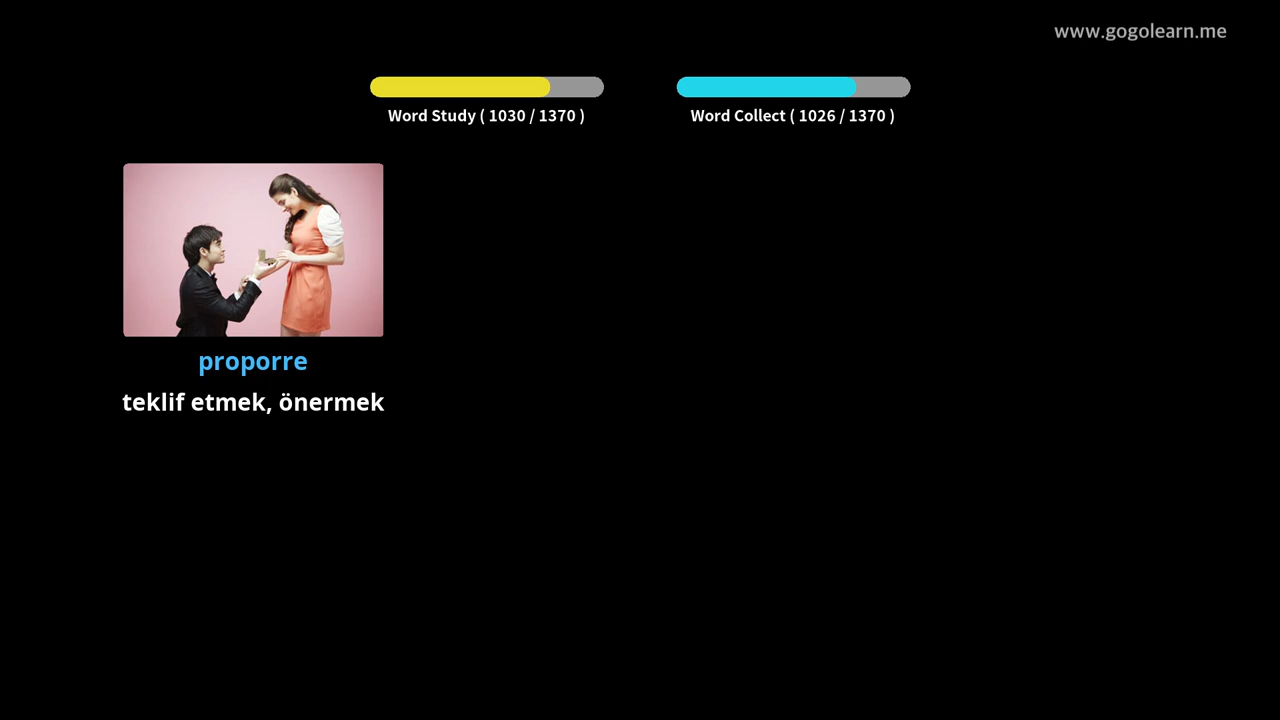 www.gogolearn.me
Word Study ( 1030 / 1370 )
Word Collect ( 1026 / 1370 )
proporre
teklif etmek, önermek